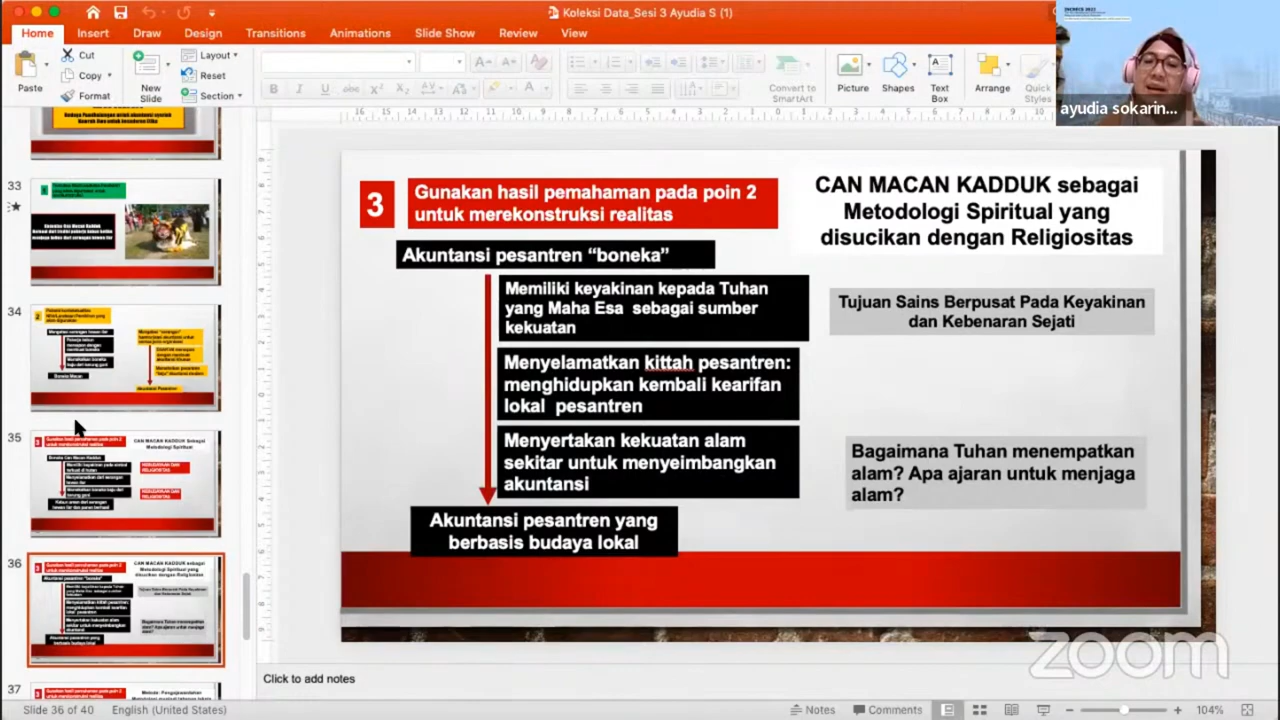 Koleksi Data_Sesi 3 Ayudia S (1)
Home Insert Draw Design Transitions Animations Slide Show Review View
Paste
Cut
Copy
Format
New
Slide
Layout
Reset
Section
Convert to
SmartArt
Picture
Shapes
Text
Box
Arrange
Quick
Styles
ayudia sokarin...
33
34
35
36
37
3
Gunakan hasil pemahaman pada poin 2
untuk merekonstruksi realitas
Akuntansi pesantren “boneka”
Memiliki keyakinan kepada Tuhan
yang Maha Esa sebagai sumber
kekuatan
Menyelamatkan kittah pesantren:
menghidupkan kembali kearifan
lokal pesantren
Menyertakan kekuatan alam
sekitar untuk menyeimbangkan
akuntansi
Akuntansi pesantren yang
berbasis budaya lokal
CAN MACAN KADDUK sebagai
Metodologi Spiritual yang
disucikan dengan Religiositas
Tujuan Sains Berpusat Pada Keyakinan
dan Kebenaran Sejati
Bagaimana Tuhan menempatkan
alam? Apa ajaran untuk menjaga
alam?
zoom
Click to add notes
Slide 36 of 40 English (United States) Notes Comments 104%